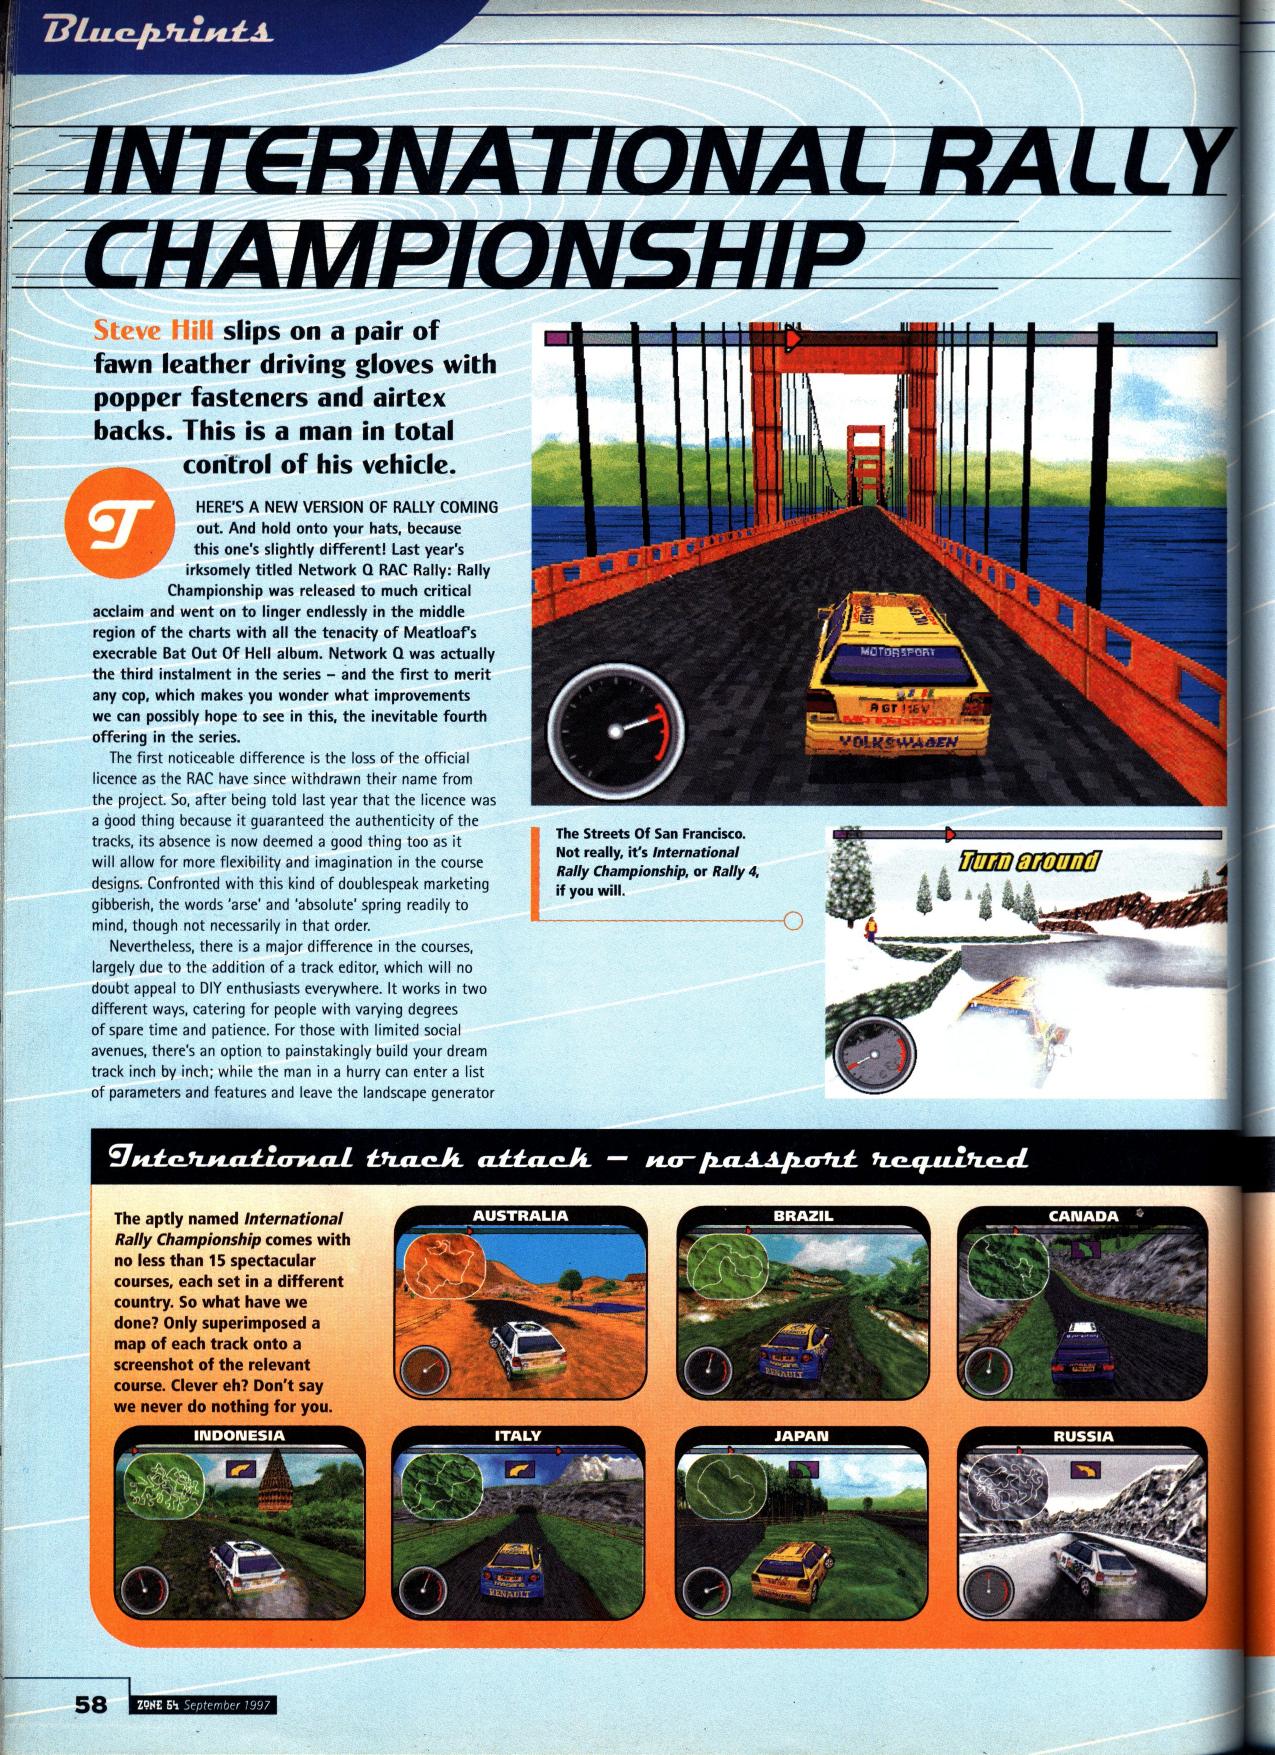 Blueprints
INTERNATIONAL RALLY
CHAMPIONSHIP
Steve Hill slips on a pair of
fawn leather driving gloves with
popper fasteners and airtex
backs. This is a man in total
control of his vehicle.
T
HERE'S A NEW VERSION OF RALLY COMING
out. And hold onto your hats, because
this one's slightly different! Last year's
irksomely titled Network Q RAC Rally: Rally
Championship was released to much critical
acclaim and went on to linger endlessly in the middle
region of the charts with all the tenacity of Meatloaf's
execrable Bat Out Of Hell album. Network Q was actually
the third instalment in the series – and the first to merit
any cop, which makes you wonder what improvements
we can possibly hope to see in this, the inevitable fourth
offering in the series.
The first noticeable difference is the loss of the official
licence as the RAC have since withdrawn their name from
the project. So, after being told last year that the licence was
a good thing because it guaranteed the authenticity of the
tracks, its absence is now deemed a good thing too as it
will allow for more flexibility and imagination in the course
designs. Confronted with this kind of doublespeak marketing
gibberish, the words 'arse' and 'absolute' spring readily to
mind, though not necessarily in that order.
Nevertheless, there is a major difference in the courses,
largely due to the addition of a track editor, which will no
doubt appeal to DIY enthusiasts everywhere. It works in two
different ways, catering for people with varying degrees
of spare time and patience. For those with limited social
avenues, there's an option to painstakingly build your dream
track inch by inch; while the man in a hurry can enter a list
of parameters and features and leave the landscape generator
MOTORSPORT
VOLKSWAGEN
The Streets Of San Francisco.
Not really, it's International
Rally Championship, or Rally 4,
if you will.
Turn around
International track attack – no passport required
The aptly named International
Rally Championship comes with
no less than 15 spectacular
courses, each set in a different
country. So what have we
done? Only superimposed a
map of each track onto a
screenshot of the relevant
course. Clever eh? Don't say
we never do nothing for you.
AUSTRALIA
BRAZIL
RENAULT
CANADA
INDONESIA
ITALY
RENAULT
JAPAN
RUSSIA
58
ZONE 54 September 1997